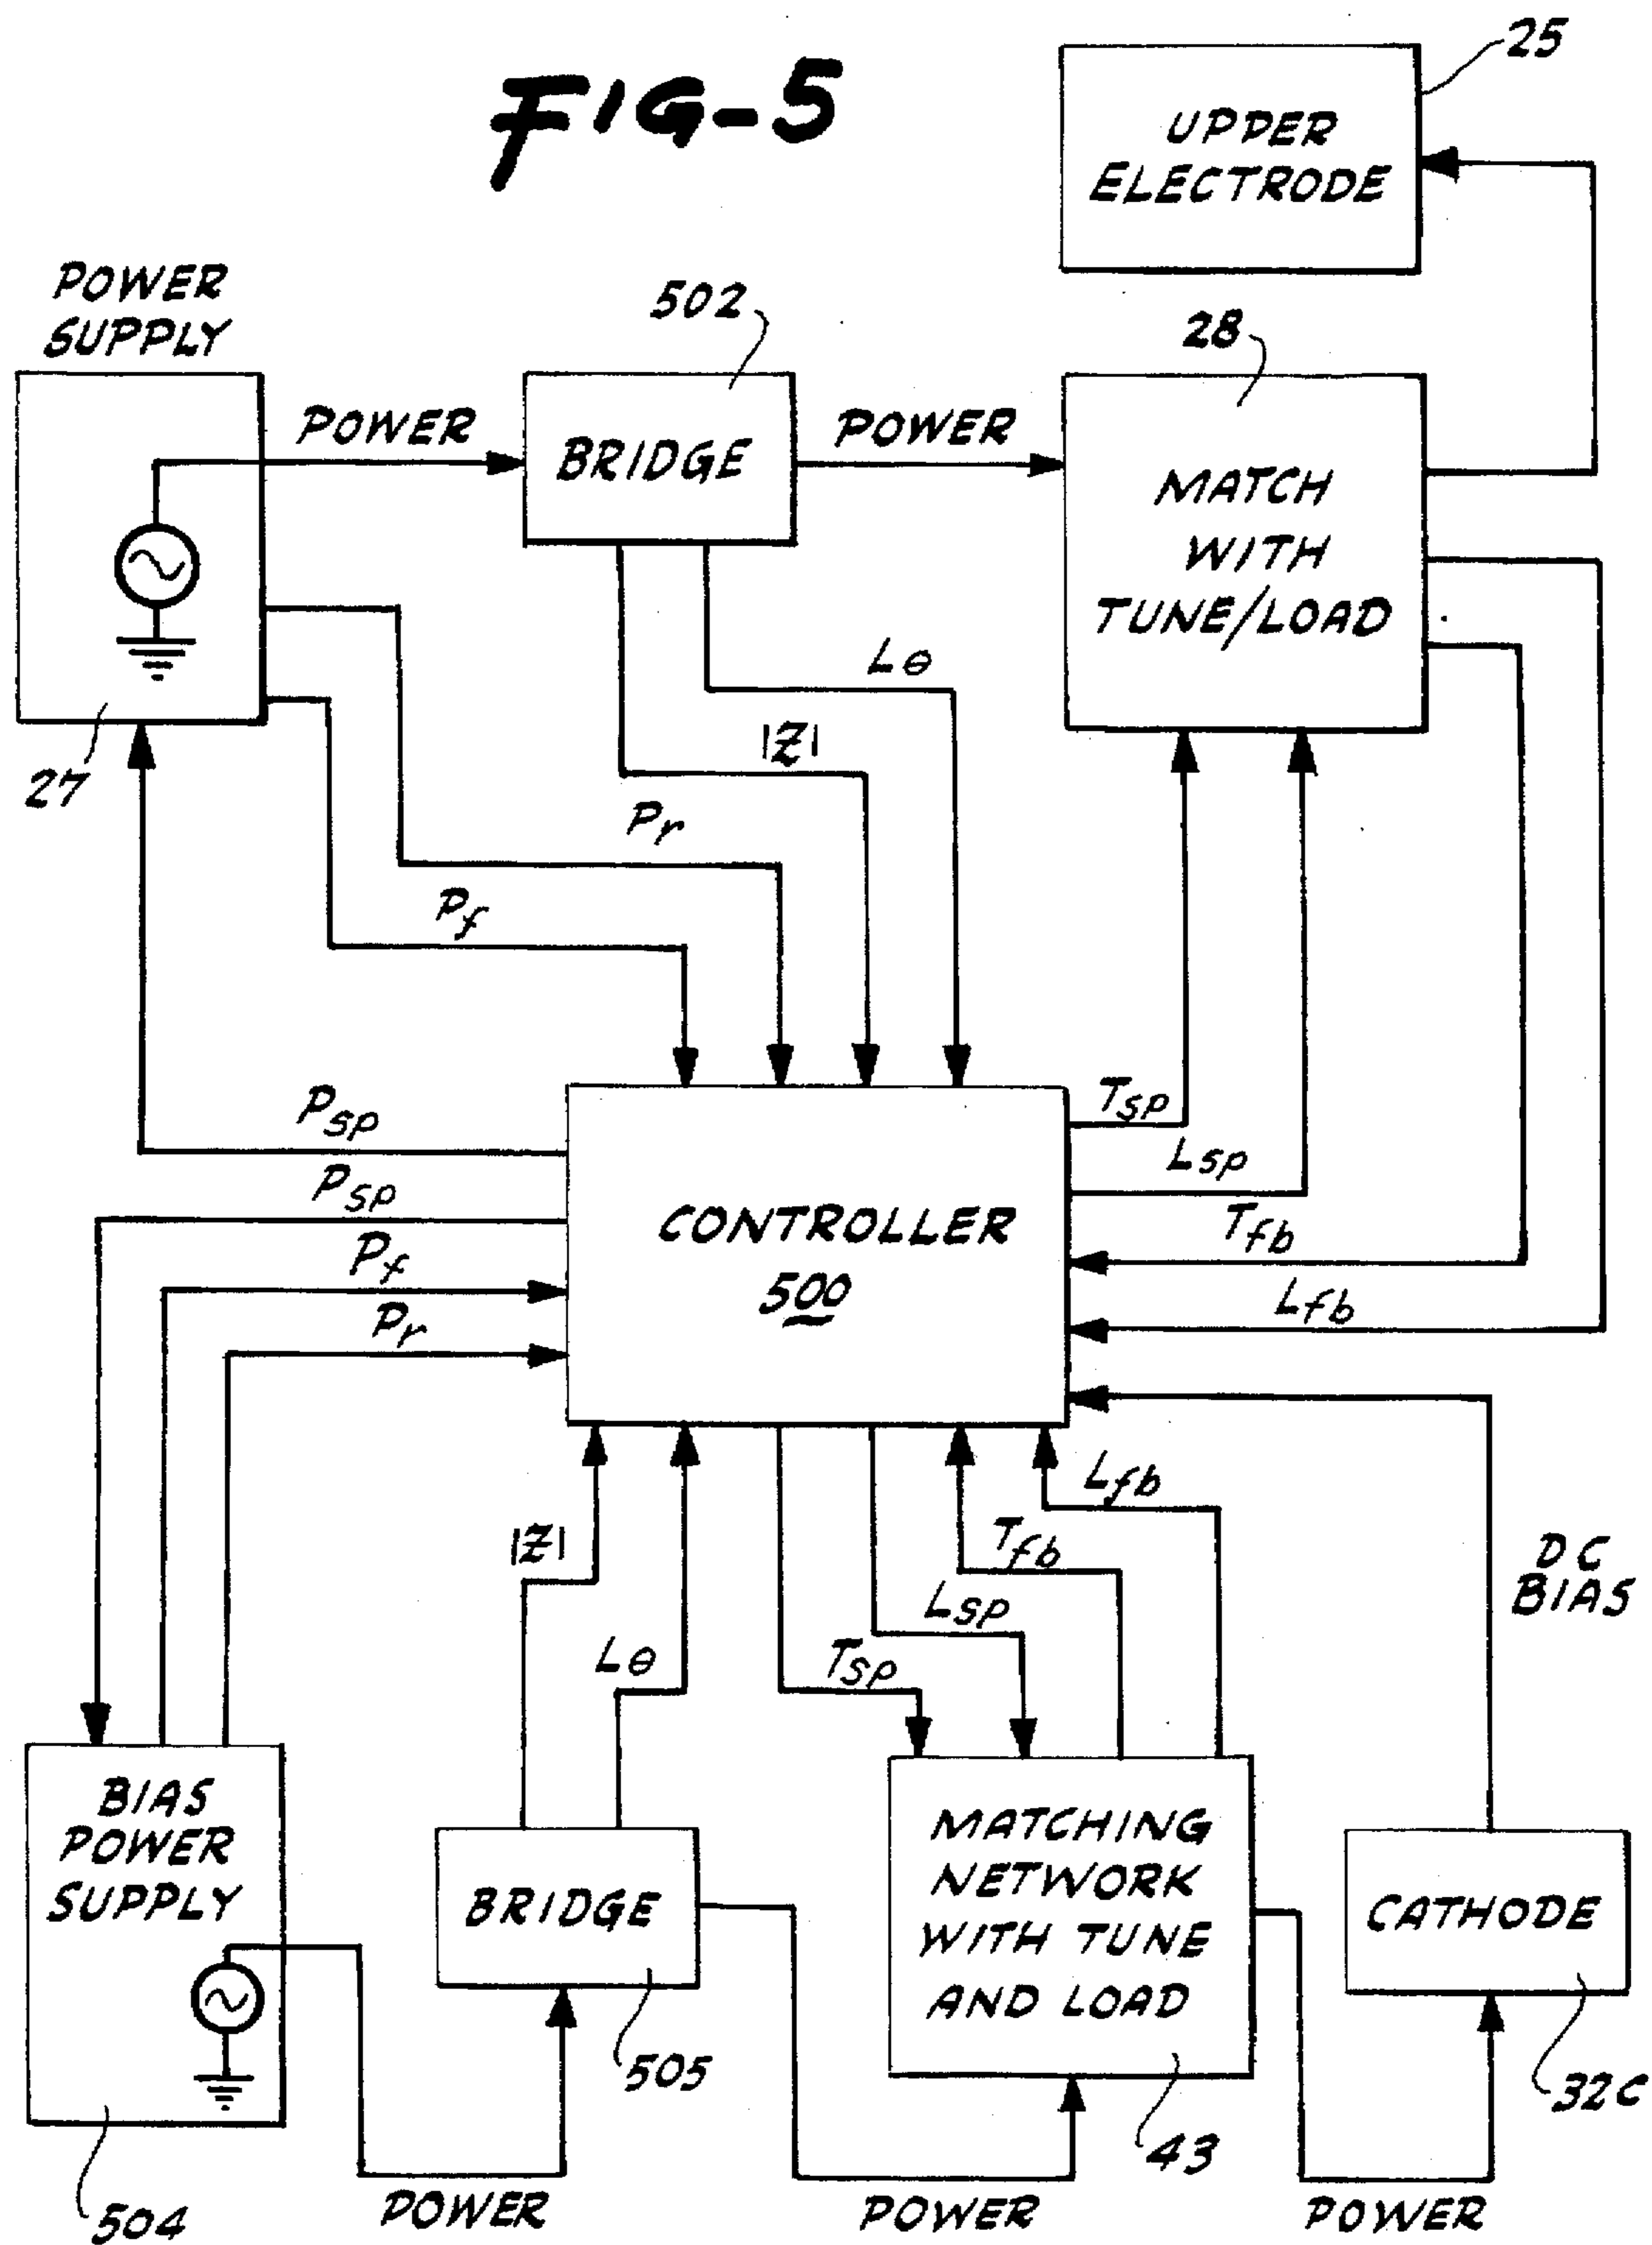 FIG-5
25
UPPER
ELECTRODE
POWER
SUPPLY
502
28
POWER
BRIDGE
POWER
MATCH
WITH
TUNE/LOAD
27
Lθ
|Z|
Pr
Pf
Psp
Psp
Pf
Pr
CONTROLLER
500
Tsp
Lsp
Tfb
Lfb
|Z|
Lθ
Tsp
Lsp
Tfb
Lfb
DC
BIAS
BIAS
POWER
SUPPLY
504
BRIDGE
505
MATCHING
NETWORK
WITH TUNE
AND LOAD
43
CATHODE
32C
POWER
POWER
POWER